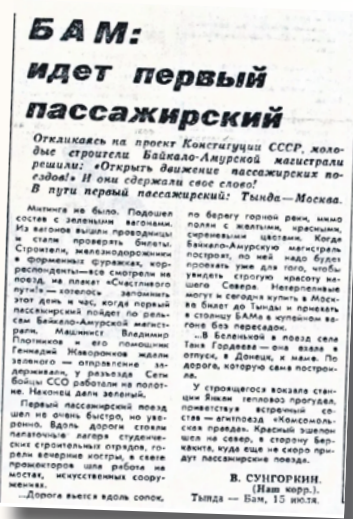 БАМ:
идет первый
пассажирский
Откликаясь на проект Конституции СССР, моло-
дые строители Байкало-Амурской магистрали
решили: «Открыть движение пассажирских по-
ездов!» И они сдержали свое слово!
В пути первый пассажирский: Тында—Москва.
Митинга не было. Подошел
состав с зелеными вагонами.
Из вагонов вышли проводницы
и стали проверять билеты.
Строители, железнодорожники
в форменных фуражках, кор-
респонденты—все смотрели на
поезд, на плакет «Счастливого
пути!» — хотелось запомнить
этот день и час, когда первый
пассажирский пойдет по рель-
сам Байкало-Амурской магист-
рали. Машинист Владимир
Плотников и его помощник
Геннадий Жаворонков ждали
зеленого — отправление за-
держивали, у разъезда Сети
бойцы ССО работали на полот-
не. Наконец дали зеленый.
Первый пассажирский поезд
шел не очень быстро, но уве-
ренно. Вдоль дороги стояли
палаточные лагеря студенче-
ских строительных отрядов, го-
рели вечерние костры, в свете
прожекторов шла работа на
мостах, искусственных соору-
жениях.
...Дорога вьется вдоль сопок,
по берегу горной реки, мимо
полян с желтыми, красными,
сиреневыми цветами. Когда
Байкало-Амурскую магистраль
построят, по ней надо будет
проехать уже для того, чтобы
увидеть строгую красоту на-
шего Севера. Нетерпеливые
могут и сегодня купить в Моск-
ве билет до Тынды и приехать
в столицу БАМа в купейном ва-
гоне без пересадок.
...В Беленькой в поезд села
Таня Гордеева — она ехала в
отпуск, в Донецк, к маме. По
дороге, которую сама построи-
ла.
У строящегося вокзала стан-
ции Янкан тепловоз прогудел,
приветствуя встречный со-
став — агитпоезд «Комсомоль-
ская правда». Красный эшелон
шел на север, в сторону Бер-
какита, куда еще не скоро при-
дут пассажирские поезда.
В. СУНГОРКИН.
(Наш корр.).
Тында — Бам, 15 июля.